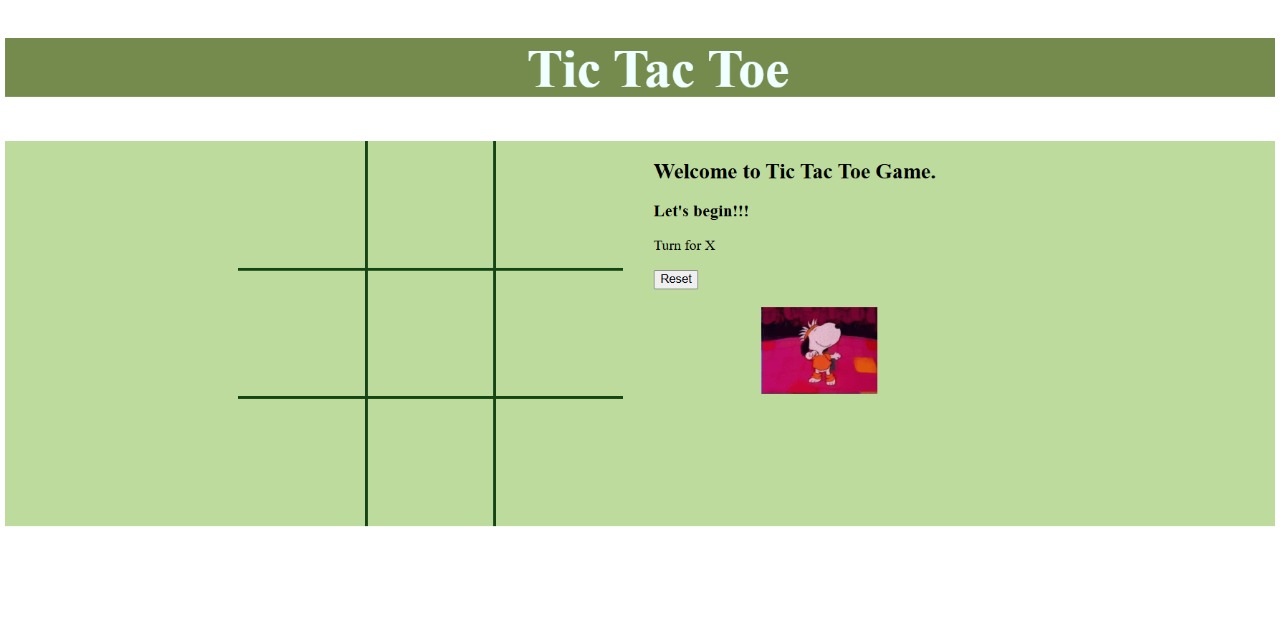 Tic Tac Toe
Welcome to Tic Tac Toe Game.
Let's begin!!!
Turn for X
Reset